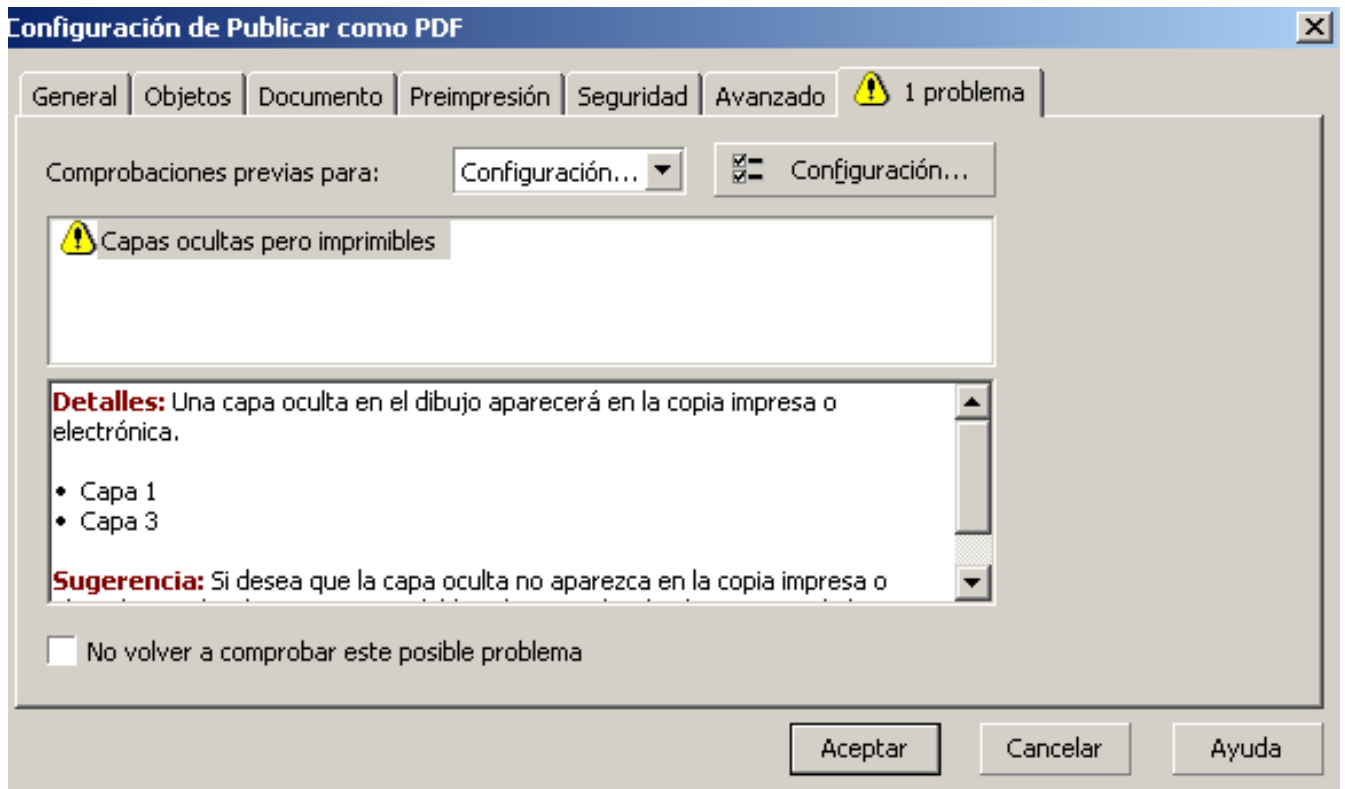 Configuración de Publicar como PDF
General Objetos Documento Preimpresión Seguridad Avanzado 1 problema
Comprobaciones previas para: Configuración... Configuración...
Capas ocultas pero imprimibles
Detalles: Una capa oculta en el dibujo aparecerá en la copia impresa o
electrónica.
• Capa 1
• Capa 3
Sugerencia: Si desea que la capa oculta no aparezca en la copia impresa o
No volver a comprobar este posible problema
Aceptar Cancelar Ayuda